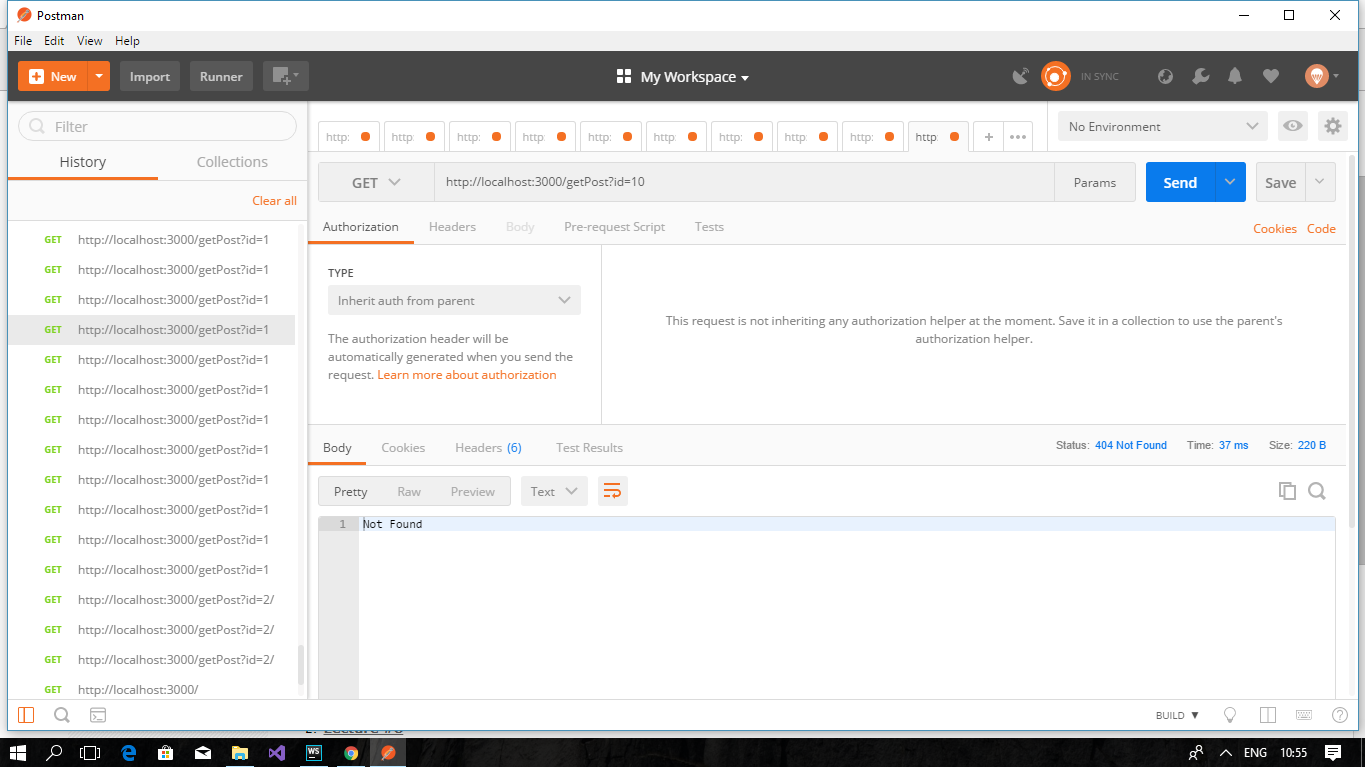 Postman
File Edit View Help
New Import Runner My Workspace IN SYNC
Filter
History Collections
Clear all
GET http://localhost:3000/getPost?id=1
GET http://localhost:3000/getPost?id=1
GET http://localhost:3000/getPost?id=1
GET http://localhost:3000/getPost?id=1
GET http://localhost:3000/getPost?id=1
GET http://localhost:3000/getPost?id=1
GET http://localhost:3000/getPost?id=1
GET http://localhost:3000/getPost?id=1
GET http://localhost:3000/getPost?id=1
GET http://localhost:3000/getPost?id=1
GET http://localhost:3000/getPost?id=1
GET http://localhost:3000/getPost?id=1
GET http://localhost:3000/getPost?id=2/
GET http://localhost:3000/getPost?id=2/
GET http://localhost:3000/getPost?id=2/
GET http://localhost:3000/
http: http: http: http: http: http: http: http: http: http: + ••• No Environment
GET http://localhost:3000/getPost?id=10 Params Send Save
Authorization Headers Body Pre-request Script Tests Cookies Code
TYPE
Inherit auth from parent
The authorization header will be
automatically generated when you send the
request. Learn more about authorization
This request is not inheriting any authorization helper at the moment. Save it in a collection to use the parent's
authorization helper.
Body Cookies Headers (6) Test Results Status: 404 Not Found Time: 37 ms Size: 220 B
Pretty Raw Preview Text
1 Not Found
BUILD
WS
ENG 10:55